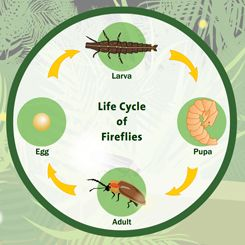 Larva
Life Cycle
of
Fireflies
Egg
Pupa
Adult